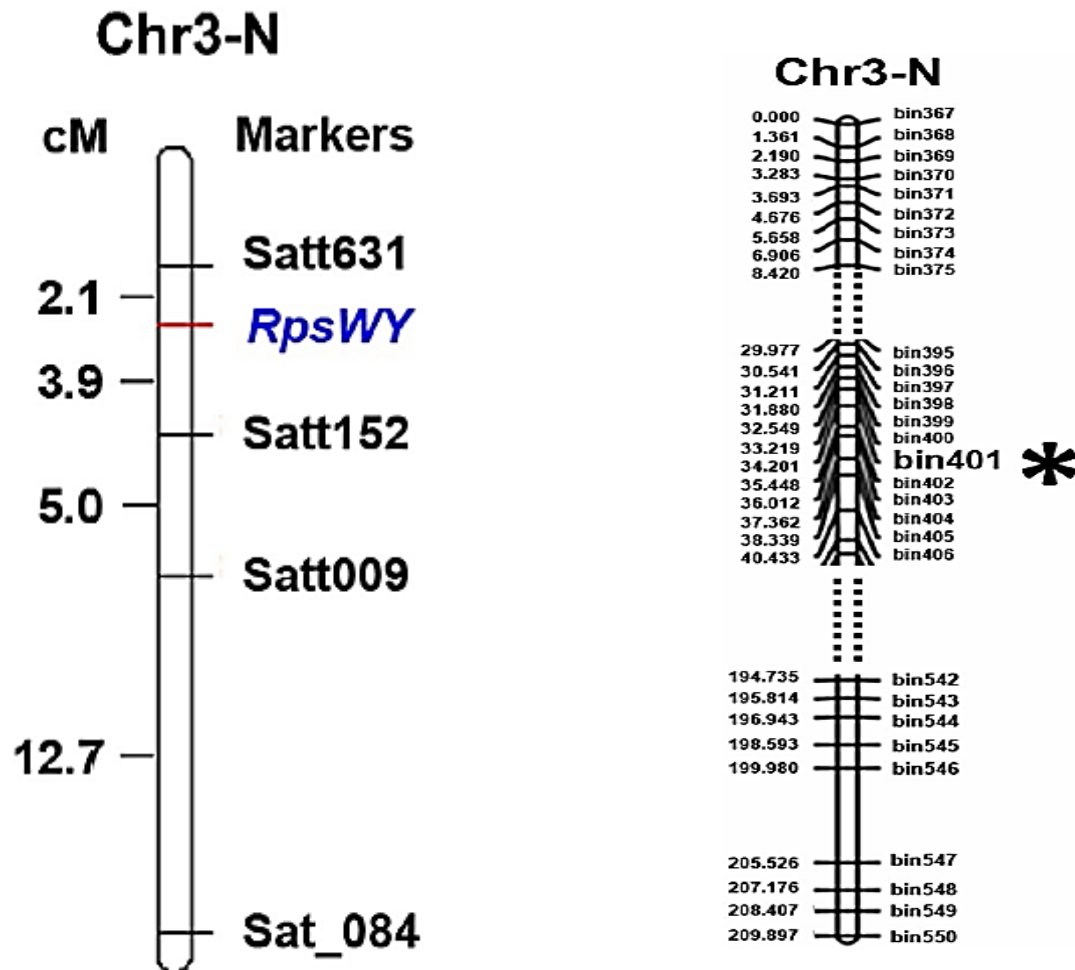 Chr3-N
cM Markers
Satt631
2.1
RpsWY
3.9
Satt152
5.0
Satt009
12.7
Sat_084
Chr3-N
0.000 bin367
1.361 bin368
2.190 bin369
3.283 bin370
3.693 bin371
4.676 bin372
5.658 bin373
6.906 bin374
8.420 bin375
29.977 bin395
30.541 bin396
31.211 bin397
31.880 bin398
32.549 bin399
33.219 bin400
34.201 bin401 *
35.448 bin402
36.012 bin403
37.362 bin404
38.339 bin405
40.433 bin406
194.735 bin542
195.814 bin543
196.943 bin544
198.593 bin545
199.980 bin546
205.526 bin547
207.176 bin548
208.407 bin549
209.897 bin550